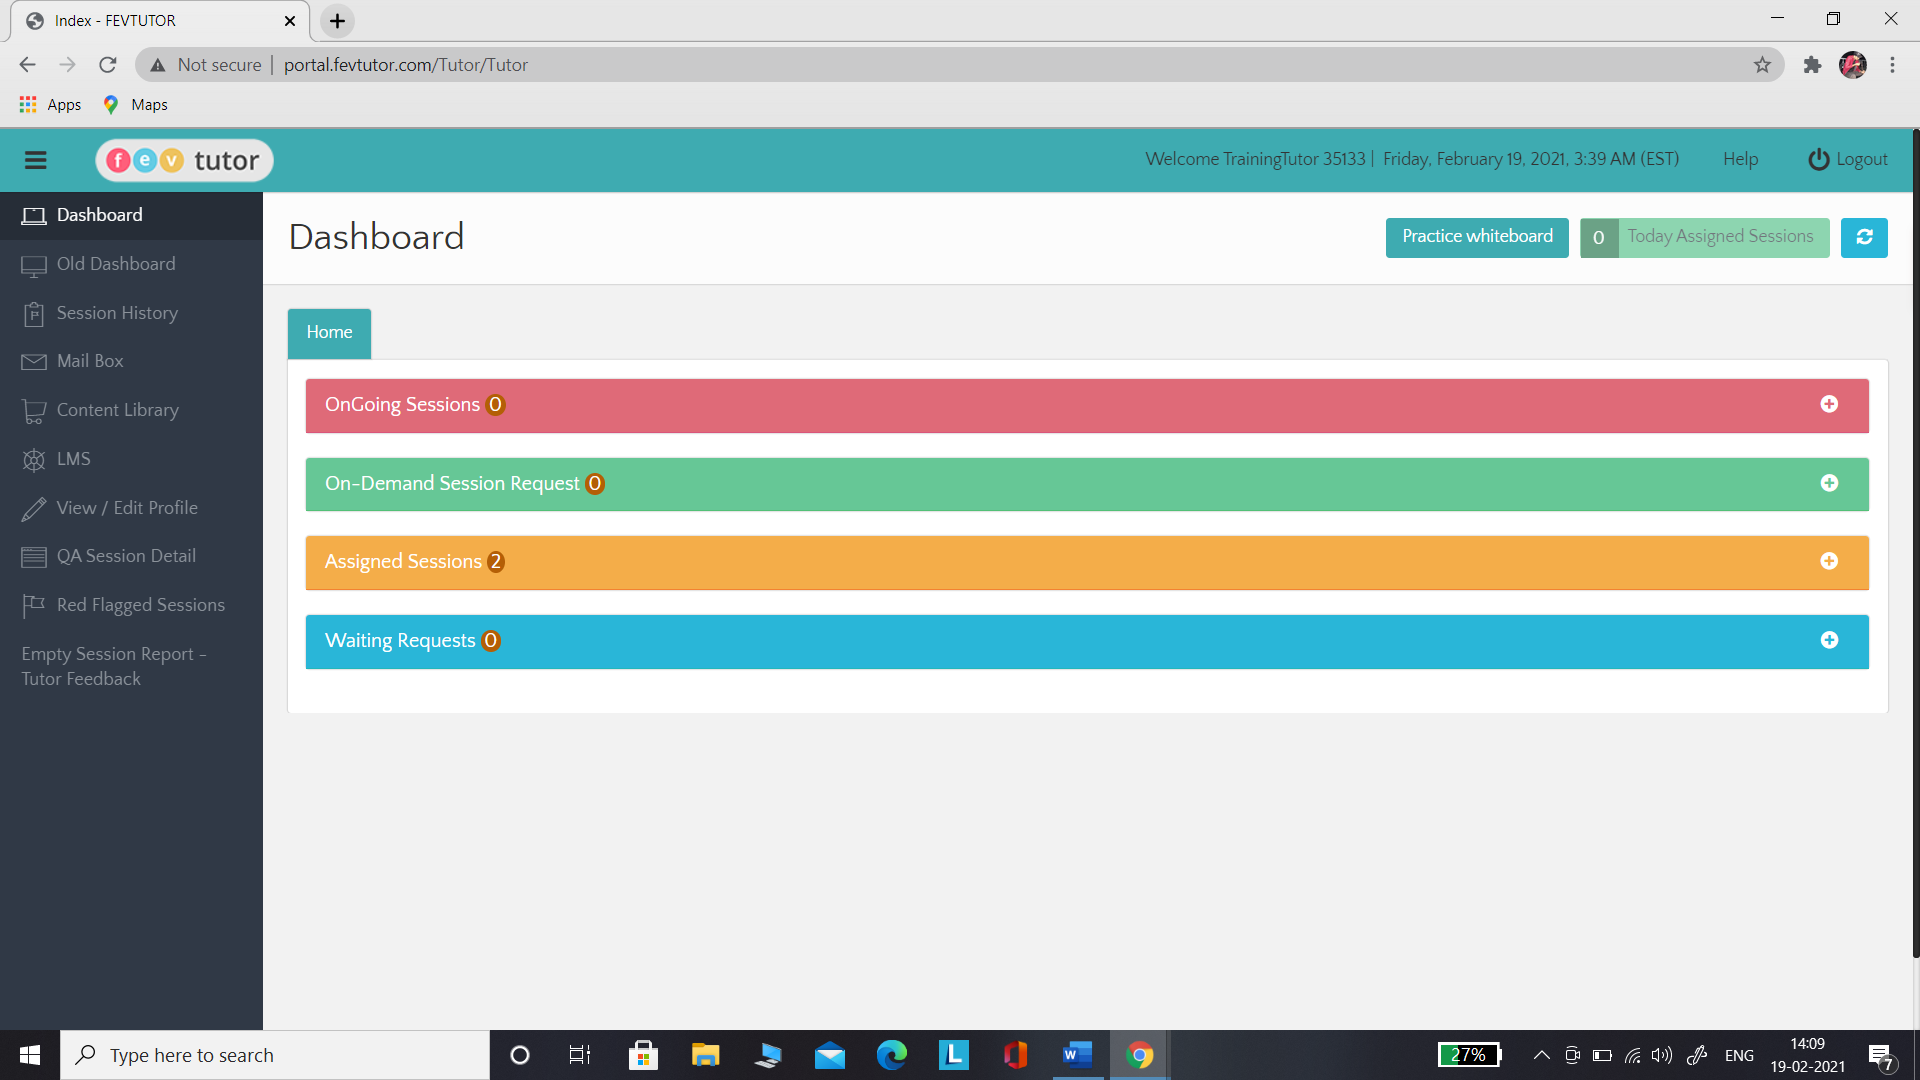 Index - FEVTUTOR
Not secure | portal.fevtutor.com/Tutor/Tutor
Apps Maps
fev tutor Welcome TrainingTutor 35133 | Friday, February 19, 2021, 3:39 AM (EST) Help Logout
Dashboard
Old Dashboard
Session History
Mail Box
Content Library
LMS
View / Edit Profile
QA Session Detail
Red Flagged Sessions
Empty Session Report -
Tutor Feedback
Dashboard Practice whiteboard 0 Today Assigned Sessions
Home
OnGoing Sessions 0
On-Demand Session Request 0
Assigned Sessions 2
Waiting Requests 0
Type here to search
L
W
27%
ENG
14:09
19-02-2021
7